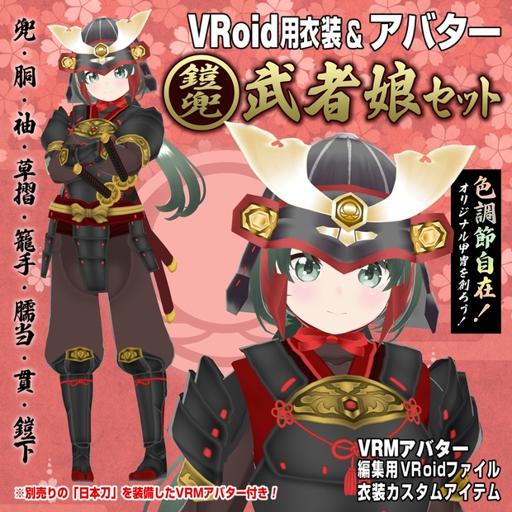 VRoid用衣装&アバター
鎧兜
武者娘セット
兜・胴・袖・草摺・籠手・臑当・貫・鎧下
色調節自在!
オリジナル甲冑を創ろう!
VRMアバター
編集用VRoidファイル
衣装カスタムアイテム
※別売りの「日本刀」を装備したVRMアバター付き!